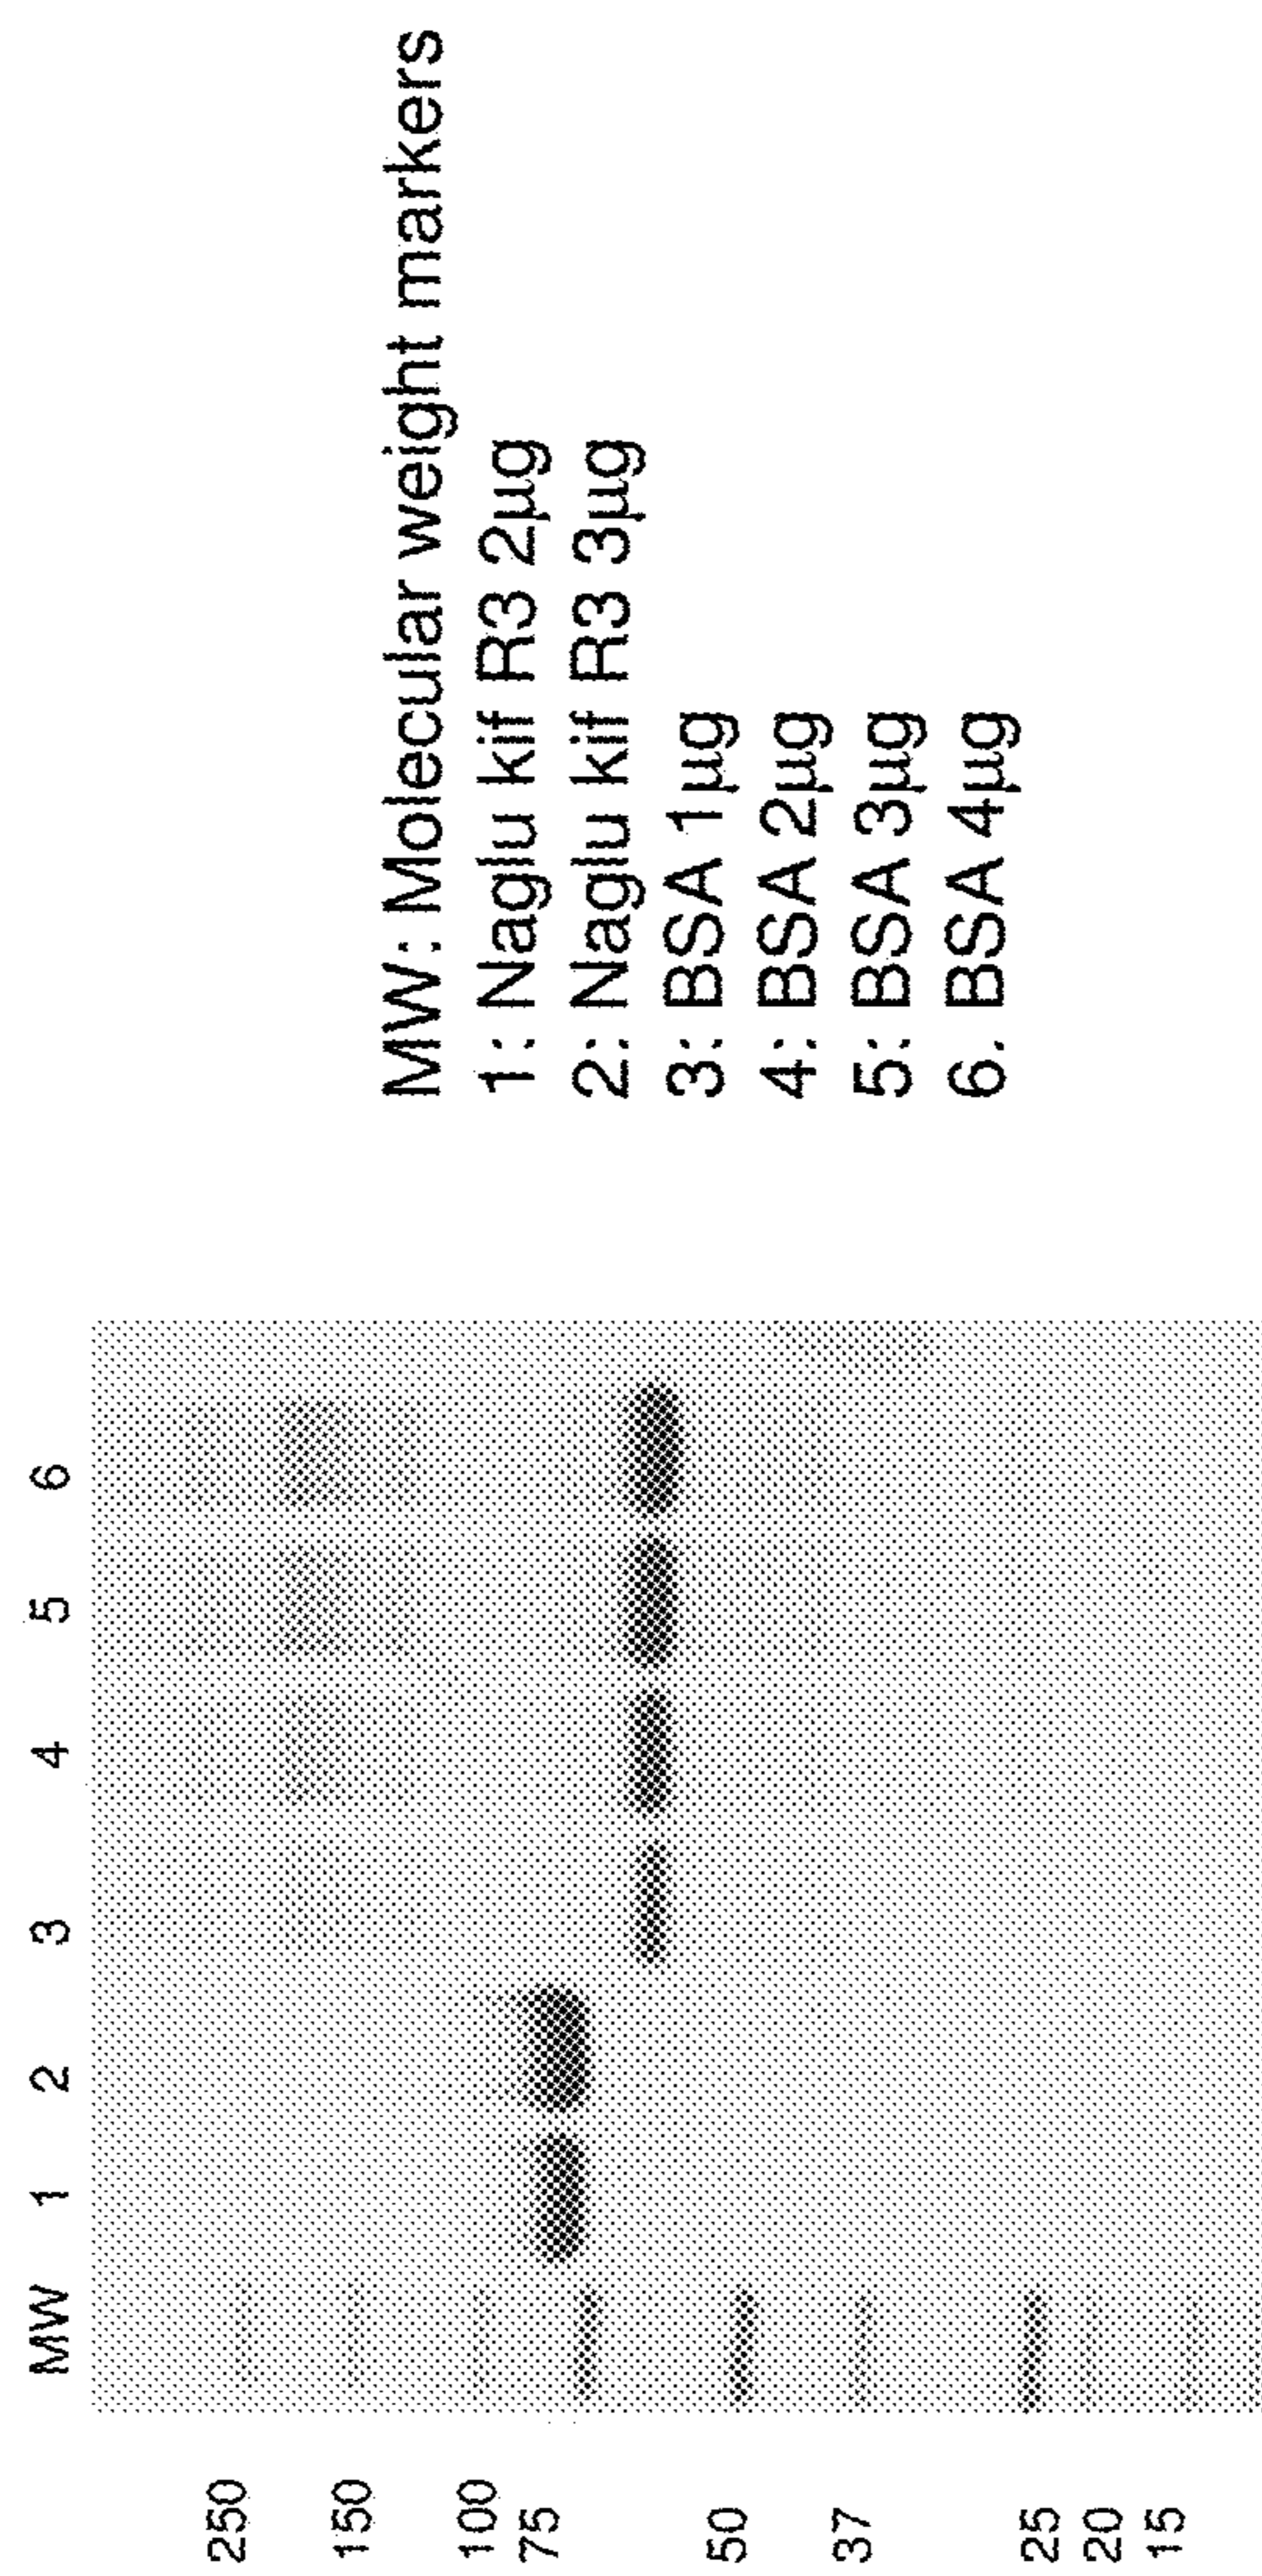 MW 1 2 3 4 5 6
250
150
100
75
50
37
25
20
15
MW: Molecular weight markers
1: Naglu kif R3 2µg
2: Naglu kif R3 3µg
3: BSA 1µg
4: BSA 2µg
5: BSA 3µg
6. BSA 4µg